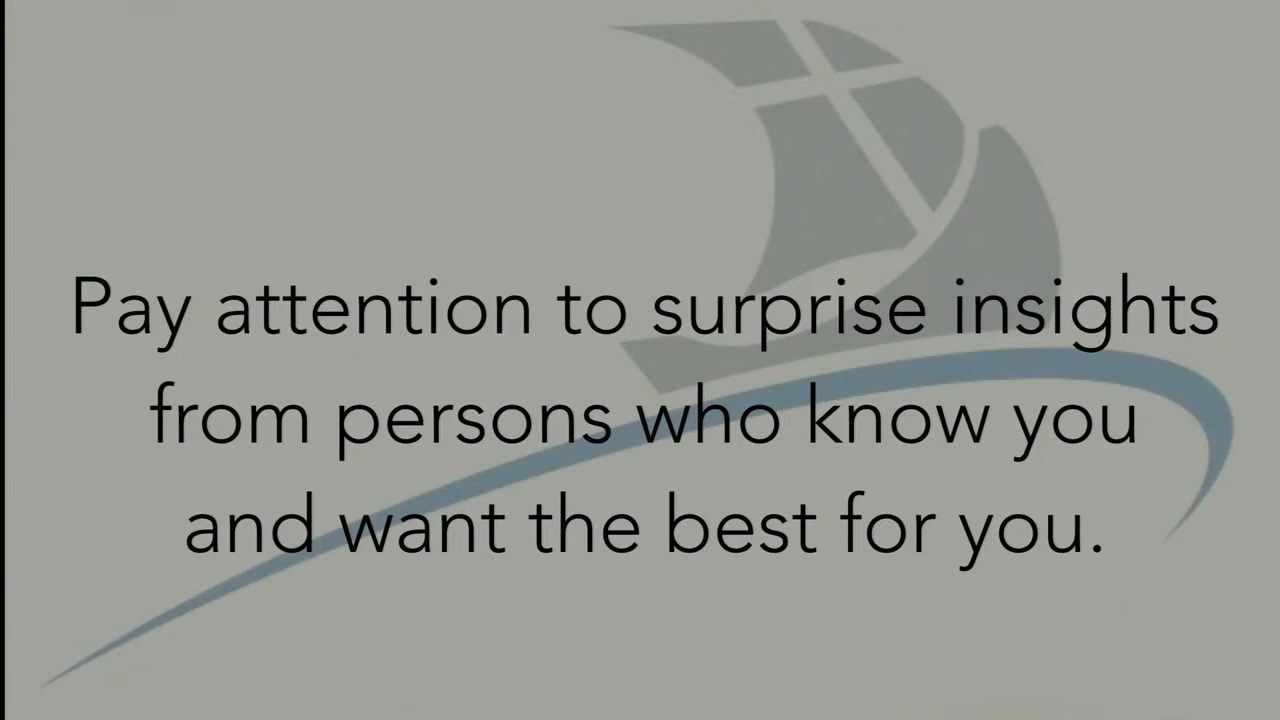 Pay attention to surprise insights
from persons who know you
and want the best for you.